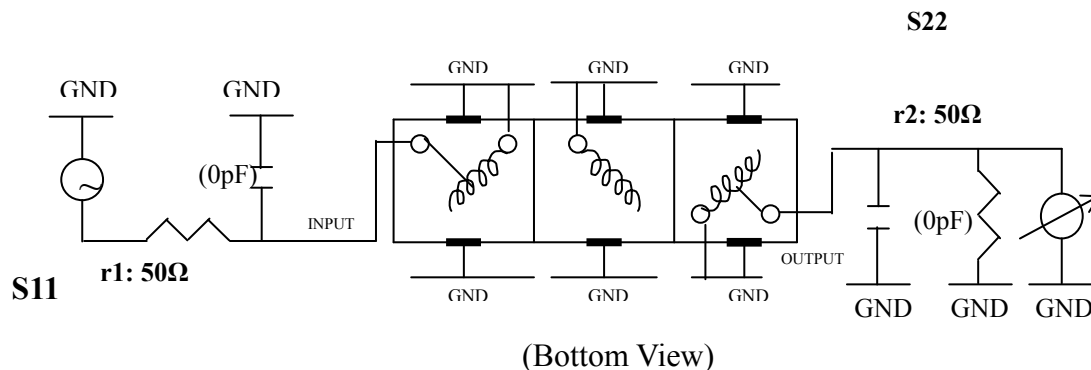 S22
GND
GND
GND
GND
GND
r2: 50Ω
(0pF)
(0pF)
INPUT
OUTPUT
r1: 50Ω
S11
GND
GND
GND
GND
GND
(Bottom View)